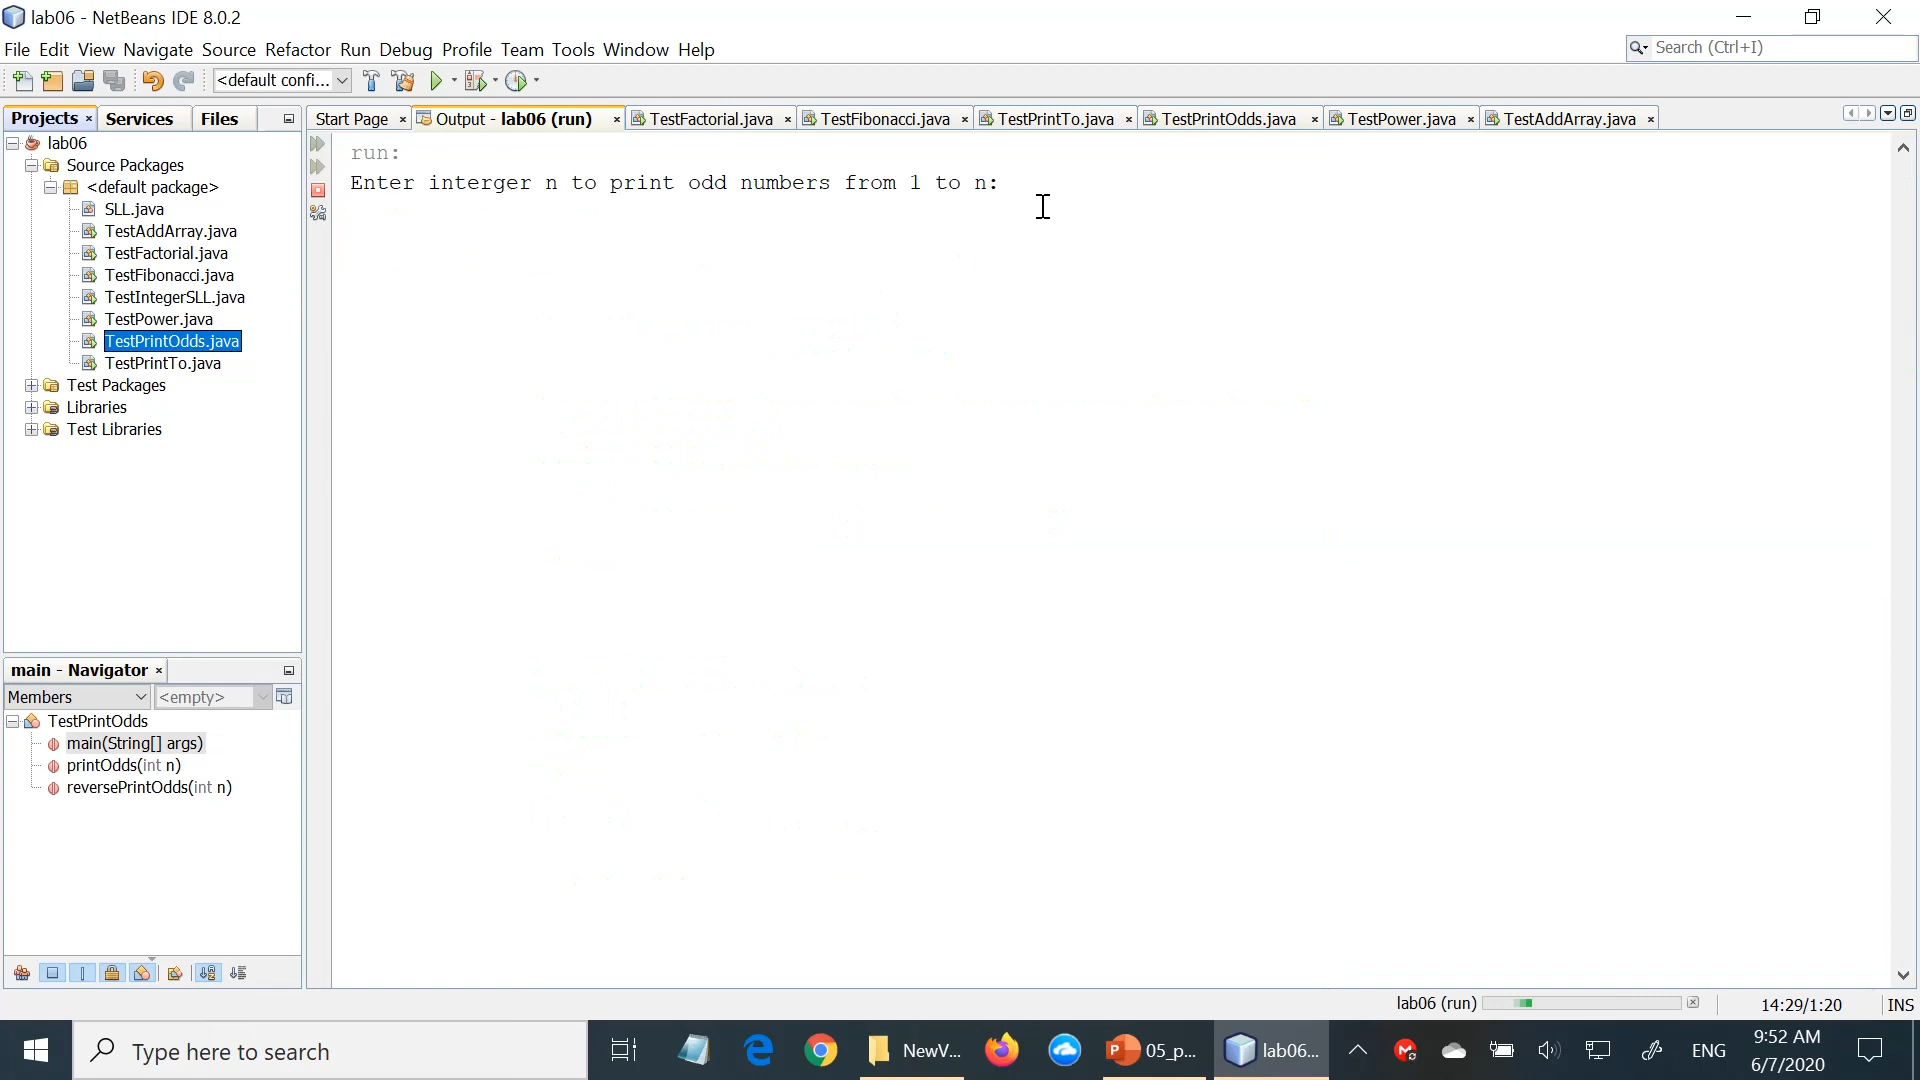 lab06 - NetBeans IDE 8.0.2
File Edit View Navigate Source Refactor Run Debug Profile Team Tools Window Help
Search (Ctrl+I)
<default confi...
Projects Services Files
Start Page Output - lab06 (run) TestFactorial.java TestFibonacci.java TestPrintTo.java TestPrintOdds.java TestPower.java TestAddArray.java
lab06
Source Packages
<default package>
SLL.java
TestAddArray.java
TestFactorial.java
TestFibonacci.java
TestIntegerSLL.java
TestPower.java
TestPrintOdds.java
TestPrintTo.java
Test Packages
Libraries
Test Libraries
run:
Enter interger n to print odd numbers from 1 to n:
main - Navigator
Members <empty>
TestPrintOdds
main(String[] args)
printOdds(int n)
reversePrintOdds(int n)
lab06 (run) 14:29/1:20 INS
Type here to search
NewV...
05_p...
lab06...
ENG
9:52 AM
6/7/2020